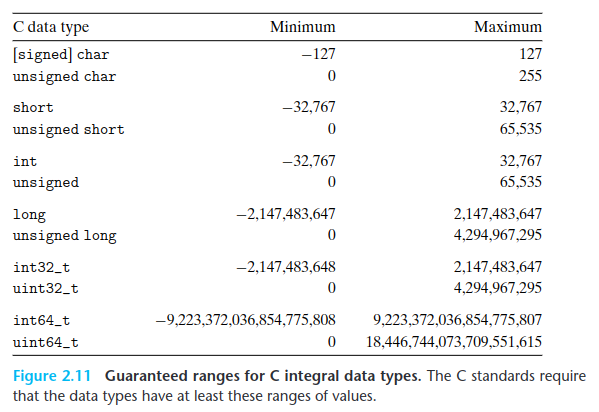 C data type Minimum Maximum
[signed] char −127 127
unsigned char 0 255
short −32,767 32,767
unsigned short 0 65,535
int −32,767 32,767
unsigned 0 65,535
long −2,147,483,647 2,147,483,647
unsigned long 0 4,294,967,295
int32_t −2,147,483,648 2,147,483,647
uint32_t 0 4,294,967,295
int64_t −9,223,372,036,854,775,808 9,223,372,036,854,775,807
uint64_t 0 18,446,744,073,709,551,615
Figure 2.11 Guaranteed ranges for C integral data types. The C standards require
that the data types have at least these ranges of values.